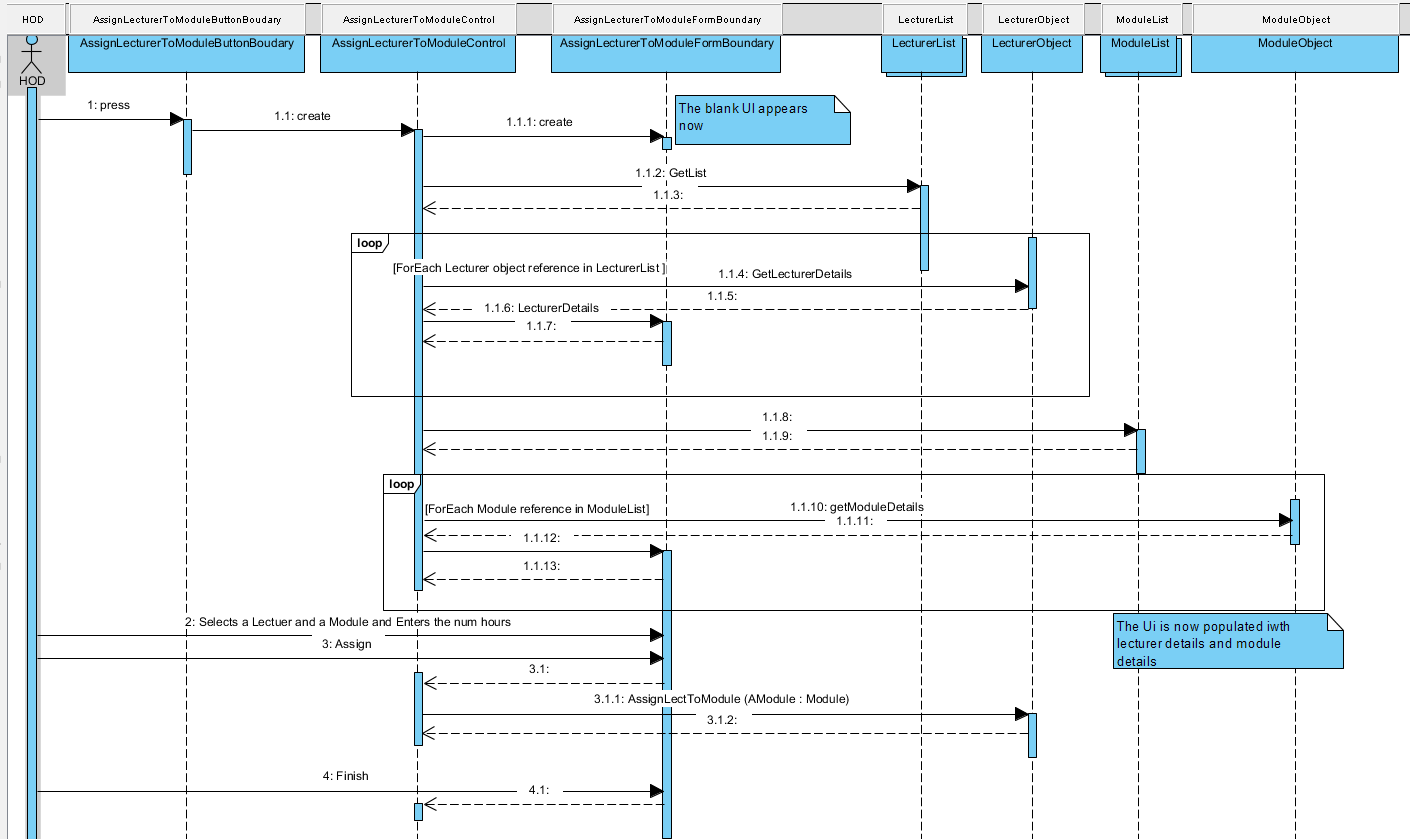 HOD
AssignLecturerToModuleButtonBoudary
AssignLecturerToModuleControl
AssignLecturerToModuleFormBoundary
LecturerList
LecturerObject
ModuleList
ModuleObject
HOD
AssignLecturerToModuleButtonBoudary
AssignLecturerToModuleControl
AssignLecturerToModuleFormBoundary
LecturerList
LecturerObject
ModuleList
ModuleObject
1: press
1.1: create
1.1.1: create
The blank UI appears
now
1.1.2: GetList
1.1.3:
loop
[ForEach Lecturer object reference in LecturerList ]
1.1.4: GetLecturerDetails
1.1.5:
1.1.6: LecturerDetails
1.1.7:
1.1.8:
1.1.9:
loop
[ForEach Module reference in ModuleList]
1.1.10: getModuleDetails
1.1.11:
1.1.12:
1.1.13:
2: Selects a Lectuer and a Module and Enters the num hours
The Ui is now populated iwth
lecturer details and module
details
3: Assign
3.1:
3.1.1: AssignLectToModule (AModule : Module)
3.1.2:
4: Finish
4.1: